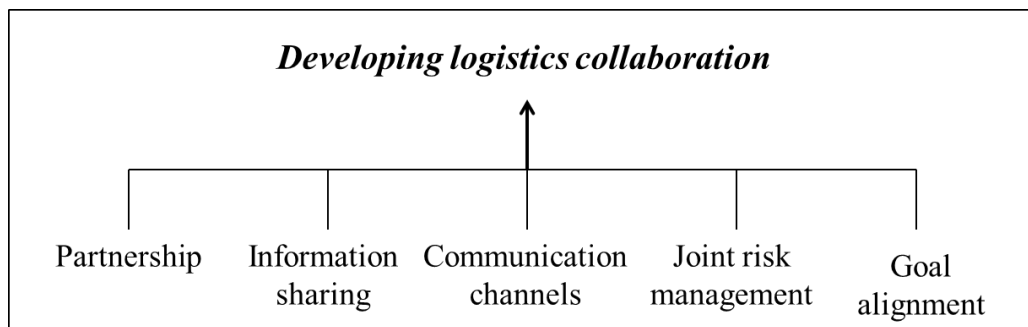 Developing logistics collaboration
Partnership
Information
sharing
Communication
channels
Joint risk
management
Goal
alignment